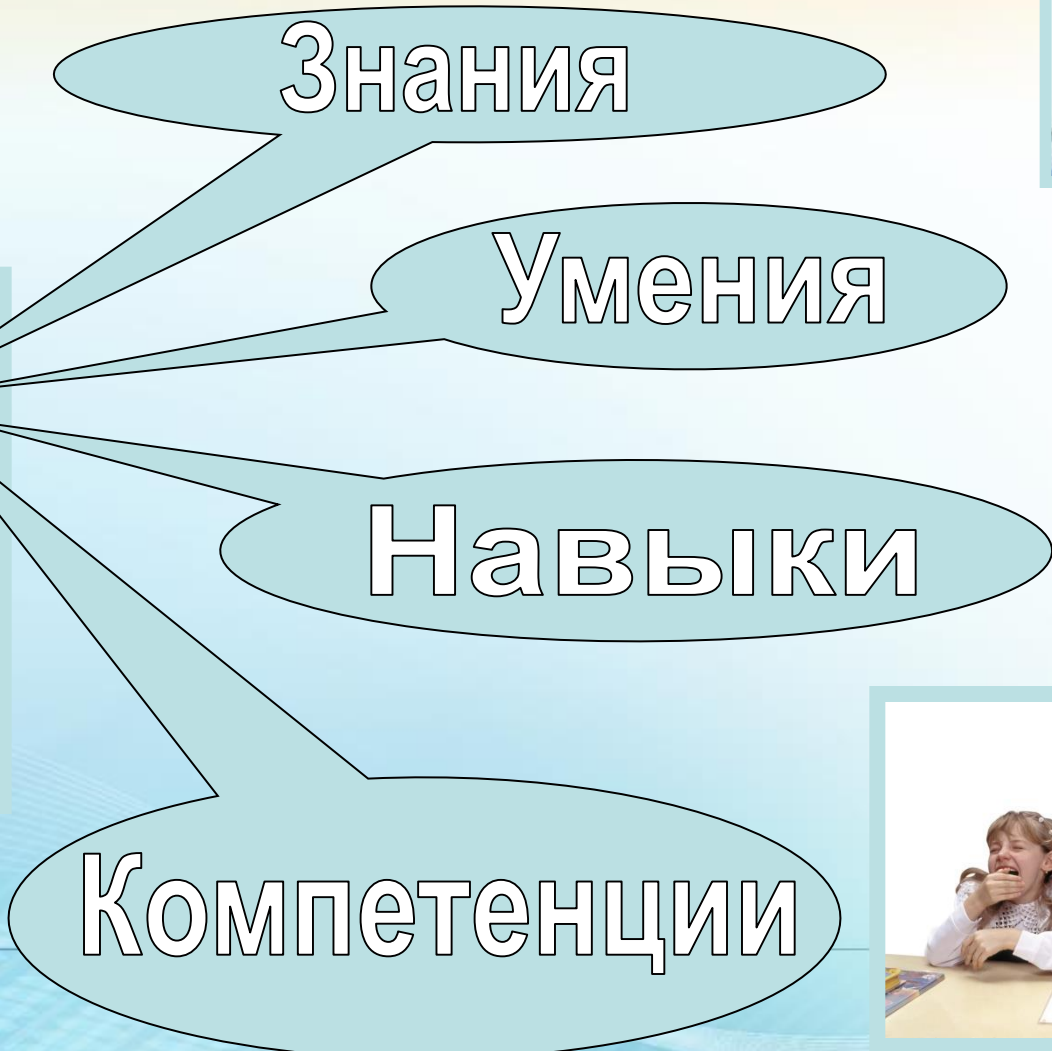 Знания
Умения
Навыки
Компетенции